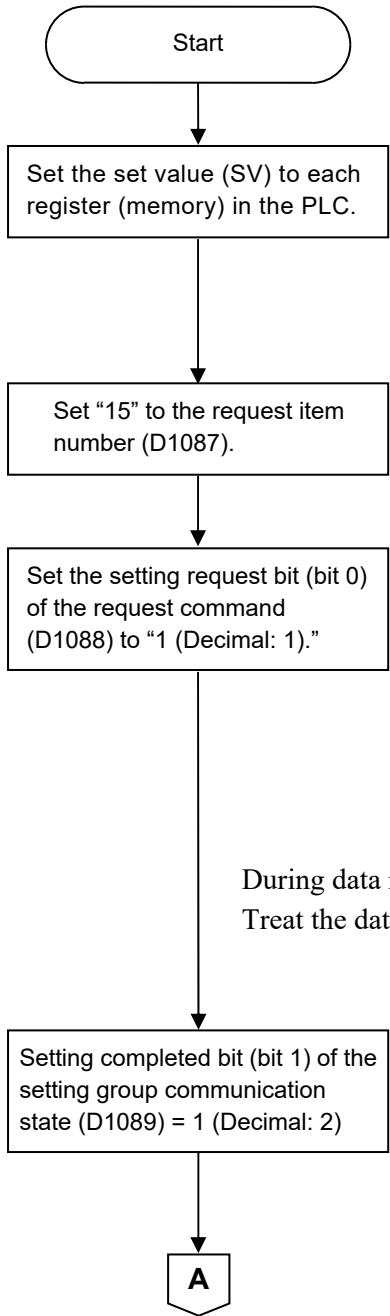 Start
Set the set value (SV) to each
register (memory) in the PLC.
Set “15” to the request item
number (D1087).
Set the setting request bit (bit 0)
of the request command
(D1088) to “1 (Decimal: 1).”
During data
Treat the
Setting completed bit (bit 1) of the
setting group communication
state (D1089) = 1 (Decimal: 2)
A